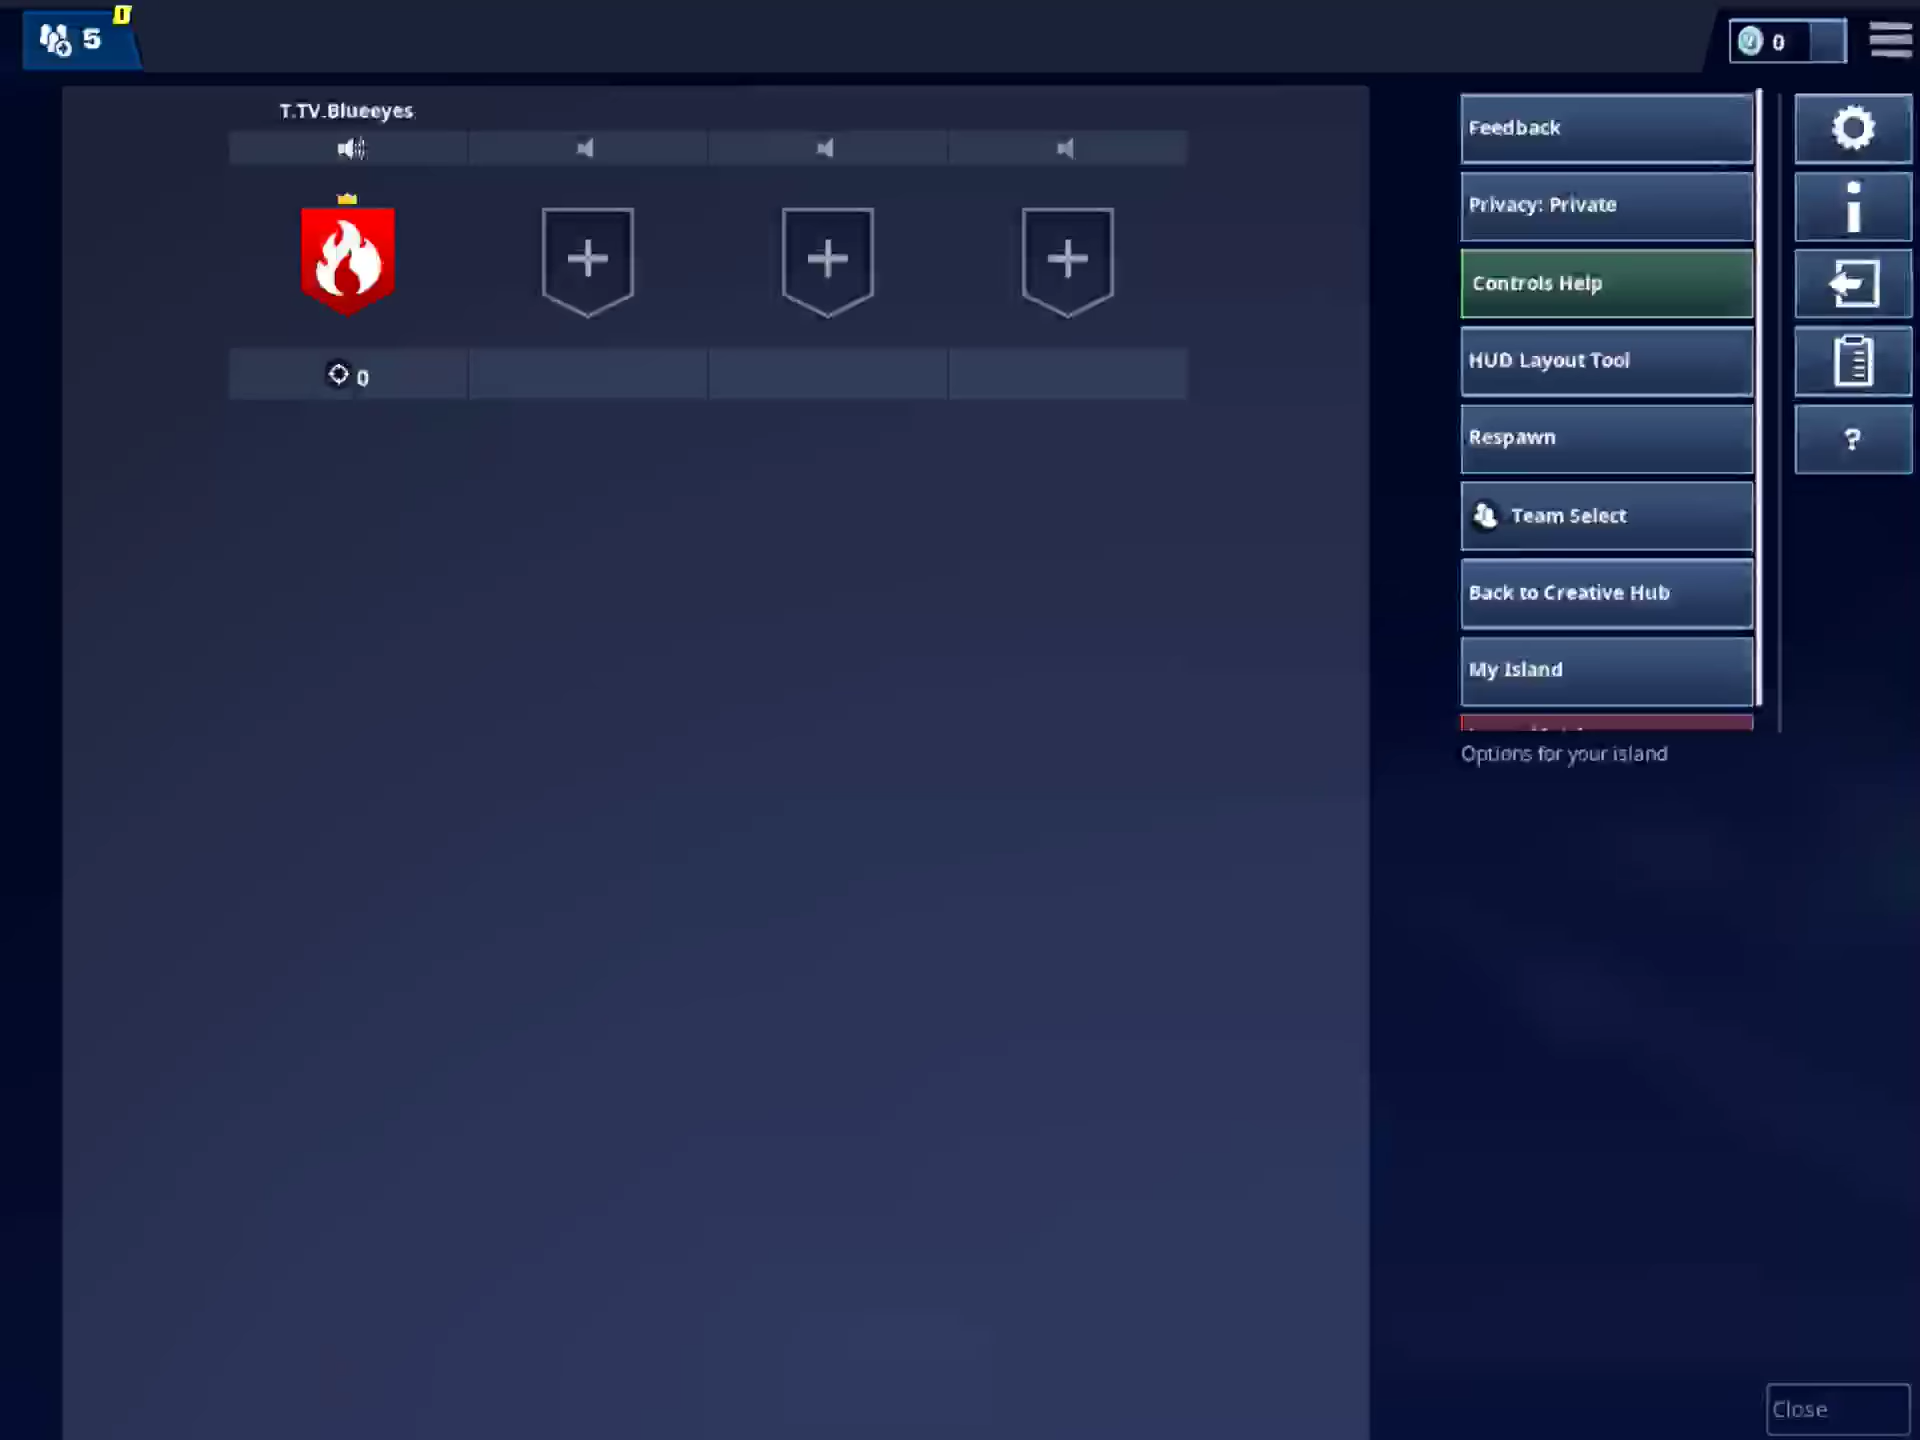 5
0
T.TV.Blueeyes
0
Feedback
Privacy: Private
Controls Help
HUD Layout Tool
Respawn
Team Select
Back to Creative Hub
My Island
Options for your island
?
Close